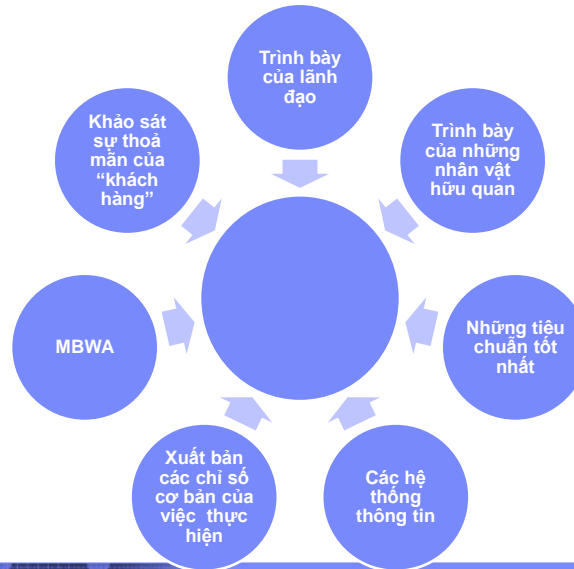 Trình bày
của lãnh
đạo
Trình bày
của những
nhân vật
hữu quan
Những tiêu
chuẩn tốt
nhất
Các hệ
thống
thông tin
Xuất bản
các chỉ số
cơ bản của
việc thực
hiện
MBWA
Khảo sát
sự thoả
mãn của
“khách
hàng”